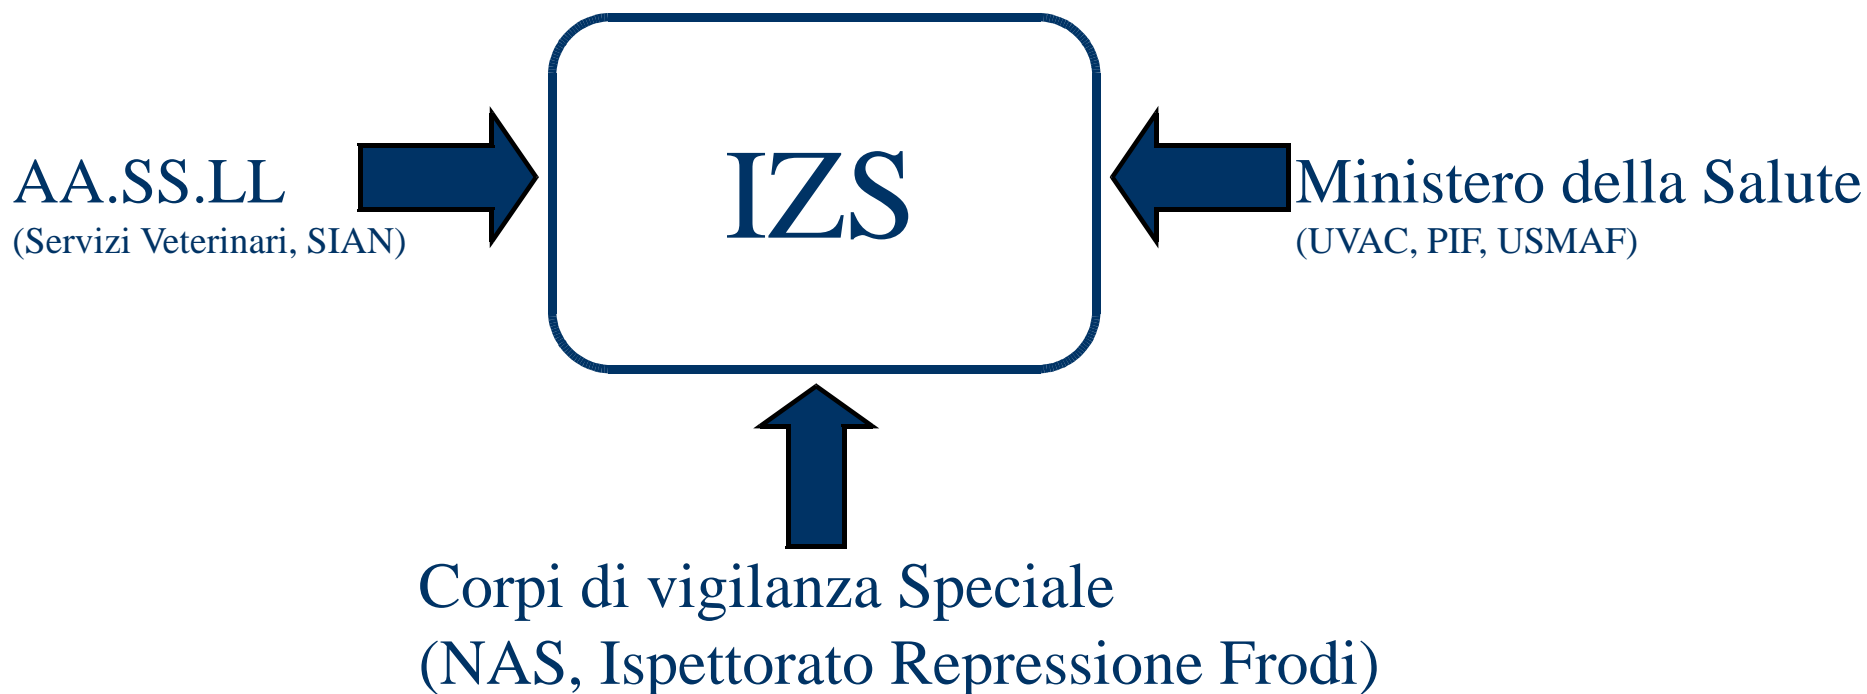 IZS
AA.SS.LL
(Servizi Veterinari, SIAN)
Ministero della Salute
(UVAC, PIF, USMAF)
Corpi di vigilanza Speciale
(NAS, Ispettorato Repressione Frodi)